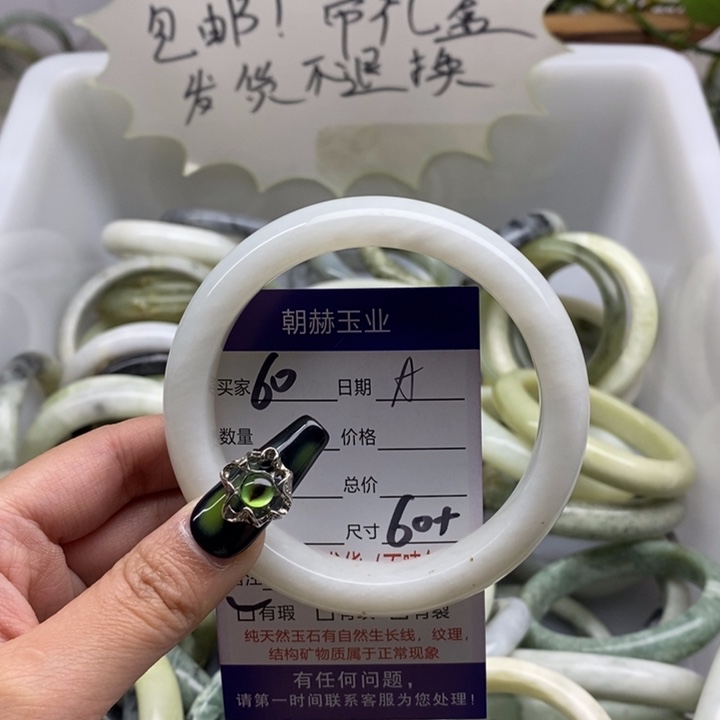 包邮！带礼盒
发货不退换
朝赫玉业
买家 60 日期 A
数量 价格
总价
尺寸 60+
有瑕
纯天然玉石有自然生长线，纹理，
结构矿物质属于正常现象
有任何问题，
请第一时间联系客服为您处理！